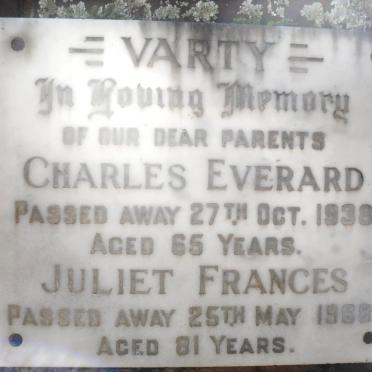 = VARTY =
In Loving Memory
OF OUR DEAR PARENTS
CHARLES EVERARD
PASSED AWAY 27TH OCT.
AGED 65 YEARS.
JULIET FRANCES
PASSED AWAY 25TH MAY
AGED 81 YEARS.